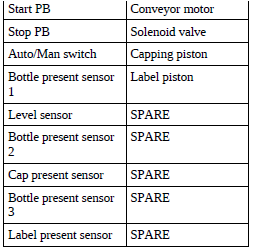 Start PB
Conveyor motor
Stop PB
Solenoid valve
Auto/Man switch
Capping piston
Bottle present sensor
1
Label piston
Level sensor
SPARE
Bottle present sensor
2
SPARE
Cap present sensor
SPARE
Bottle present sensor
3
SPARE
Label present sensor
SPARE